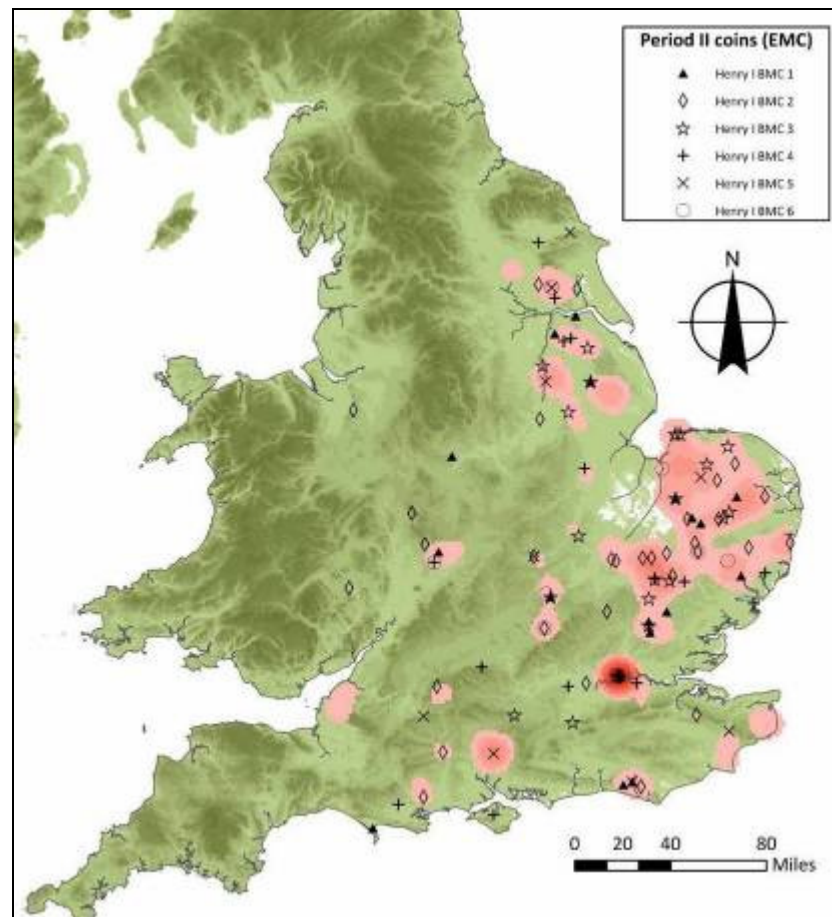 Period II coins (EMC)
Henry I BMC 1
Henry I BMC 2
Henry I BMC 3
Henry I BMC 4
Henry I BMC 5
Henry I BMC 6
N
0 20 40 80
Miles